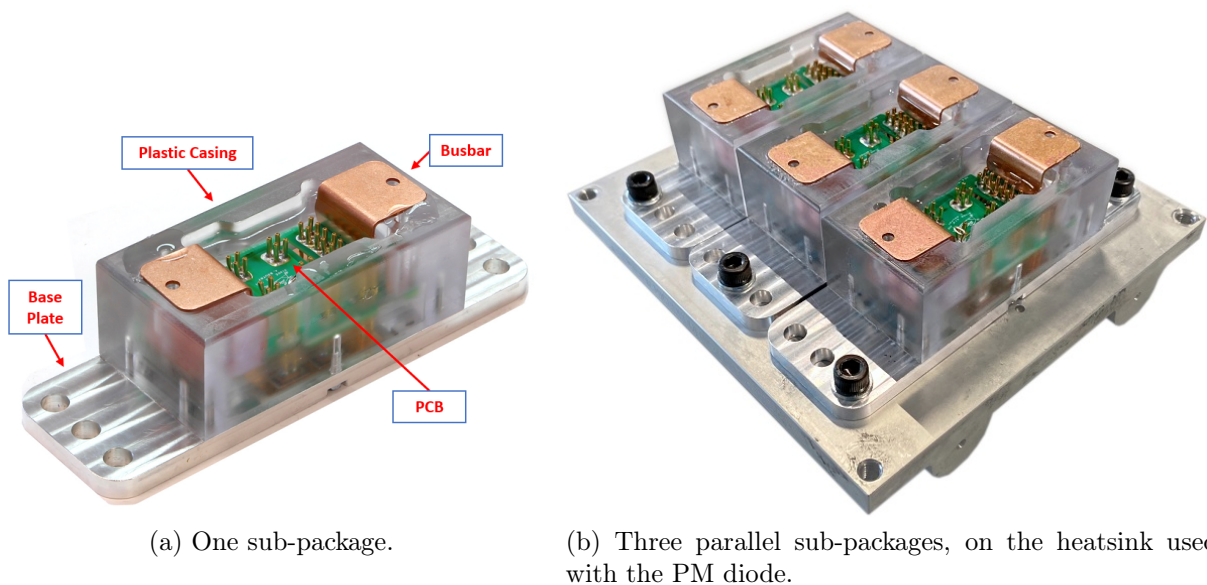 Plastic Casing
Busbar
Base
Plate
PCB
(a) One sub-package.
(b) Three parallel sub-packages, on the heatsink used
with the PM diode.